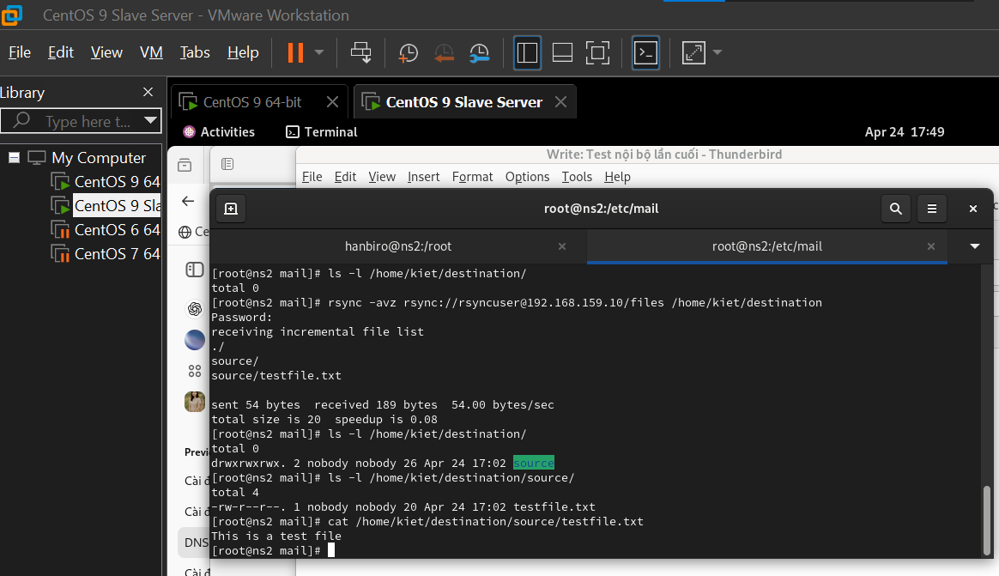 CentOS 9 Slave Server - VMware Workstation
File Edit View VM Tabs Help
Library
Type here t...
My Computer
CentOS 9 64
CentOS 9 Sla
CentOS 6 64
CentOS 7 64
CentOS 9 64-bit
CentOS 9 Slave Server
Activities Terminal Apr 24 17:49
Write: Test nội bộ lần cuối - Thunderbird
File Edit View Insert Format Options Tools Help
Ce
Previ
Cài đ
Cài đ
DNS
Cài đ
root@ns2:/etc/mail
hanbiro@ns2:/root
root@ns2:/etc/mail
[root@ns2 mail]# ls -l /home/kiet/destination/
total 0
[root@ns2 mail]# rsync -avz rsync://rsyncuser@192.168.159.10/files /home/kiet/destination
Password:
receiving incremental file list
./
source/
source/testfile.txt
sent 54 bytes  received 189 bytes  54.00 bytes/sec
total size is 20  speedup is 0.08
[root@ns2 mail]# ls -l /home/kiet/destination/
total 0
drwxrwxrwx. 2 nobody nobody 26 Apr 24 17:02 source
[root@ns2 mail]# ls -l /home/kiet/destination/source/
total 4
-rw-r--r--. 1 nobody nobody 20 Apr 24 17:02 testfile.txt
[root@ns2 mail]# cat /home/kiet/destination/source/testfile.txt
This is a test file
[root@ns2 mail]#